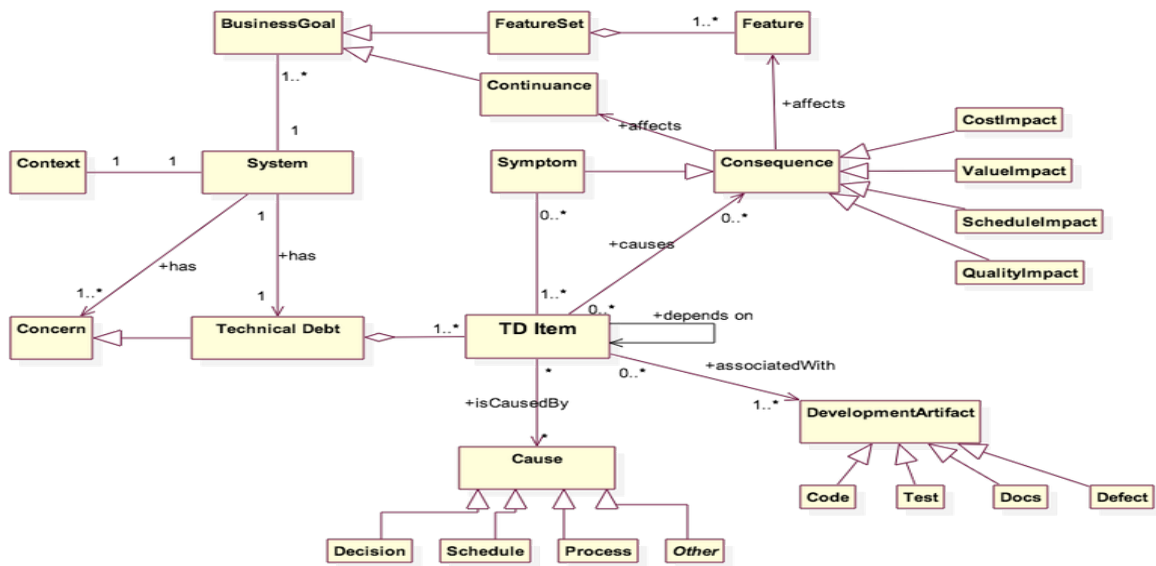 BusinessGoal
FeatureSet
1..*
Feature
1..*
Continuance
+affects
+affects
CostImpact
1
Context
1
1
System
Symptom
Consequence
ValueImpact
1
0..*
0..*
ScheduleImpact
+causes
+has
+has
QualityImpact
1..*
1
1..*
0..*
Concern
Technical Debt
1..*
TD Item
+depends on
*
0..*
+associatedWith
+isCausedBy
1..*
DevelopmentArtifact
*
Cause
Code
Test
Docs
Defect
Decision
Schedule
Process
Other